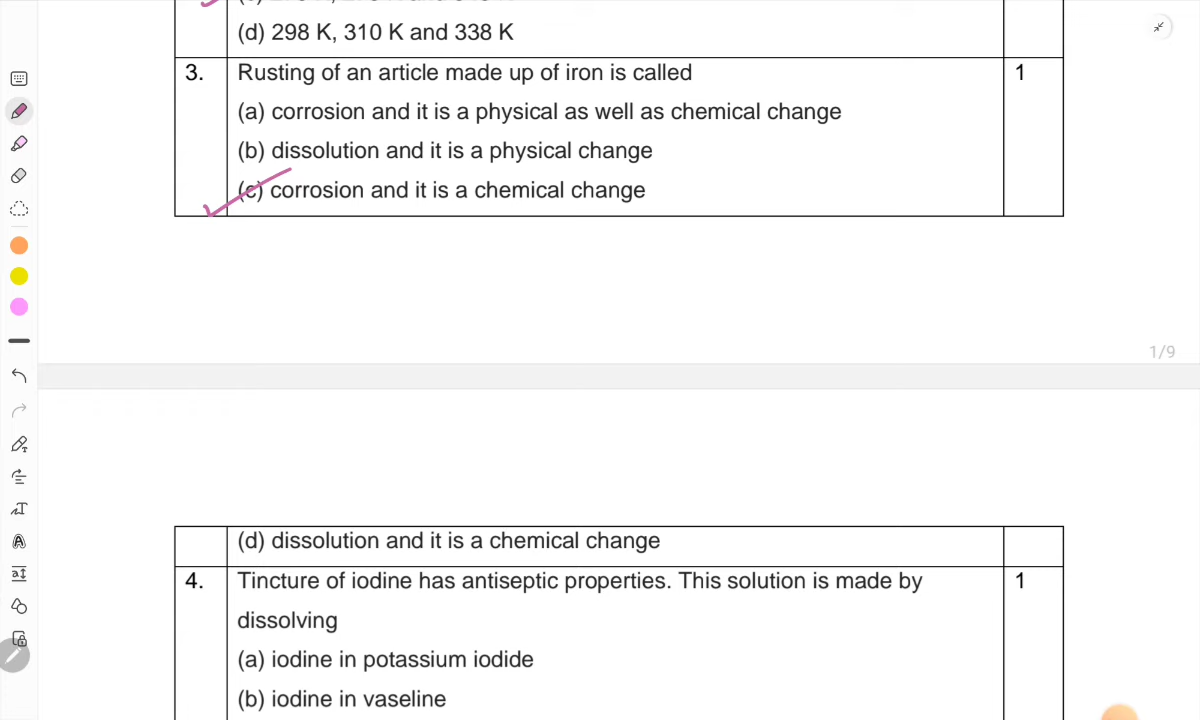 (d) 298 K, 310 K and 338 K
3. Rusting of an article made up of iron is called 1
(a) corrosion and it is a physical as well as chemical change
(b) dissolution and it is a physical change
(c) corrosion and it is a chemical change
1/9
(d) dissolution and it is a chemical change
4. Tincture of iodine has antiseptic properties. This solution is made by 1
dissolving
(a) iodine in potassium iodide
(b) iodine in vaseline